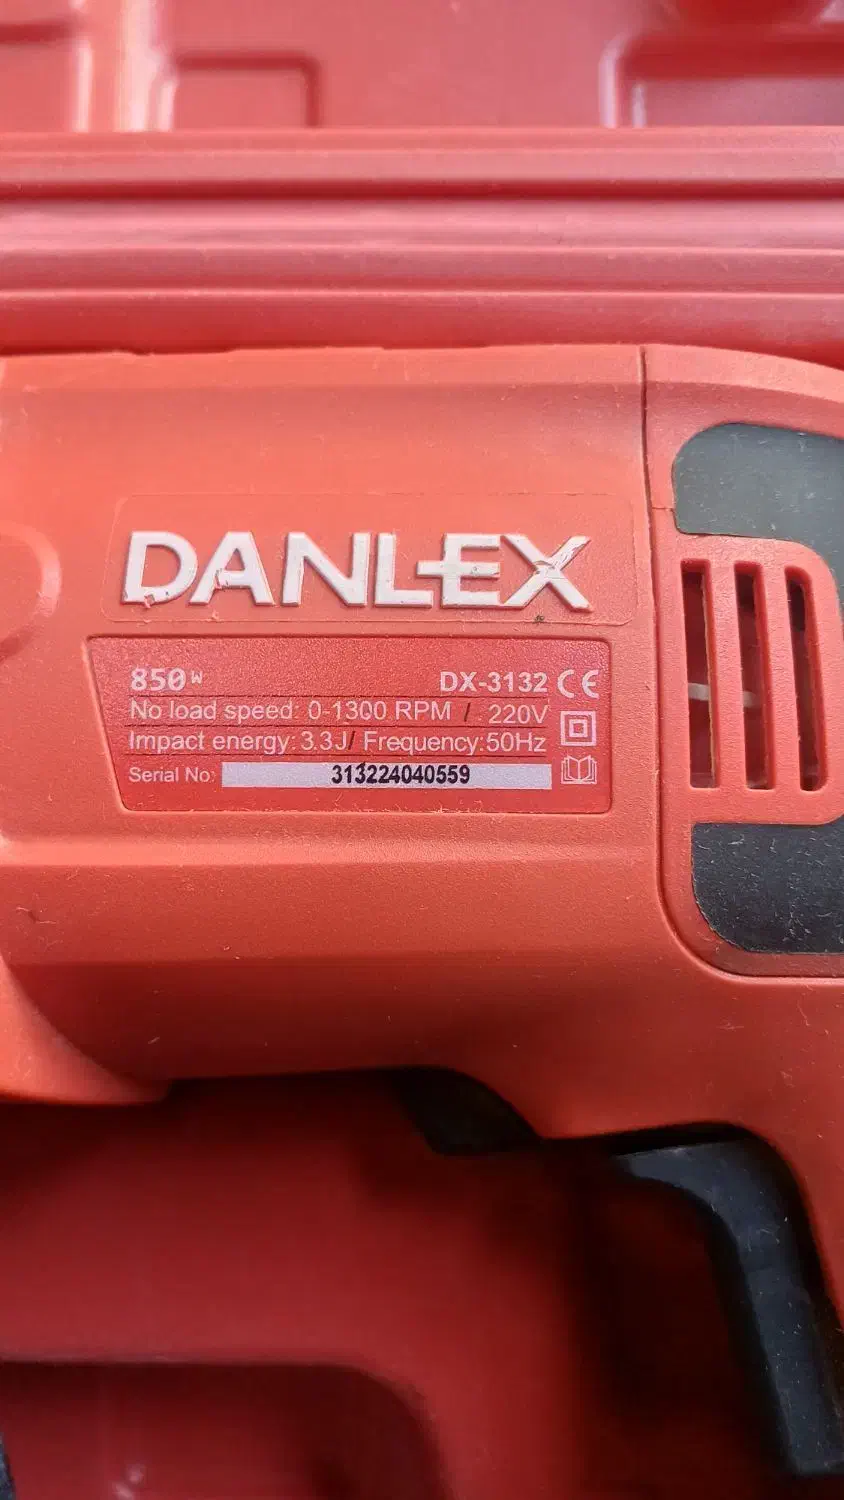 DANLEX
850W DX-3132 CE
No load speed: 0-1300 RPM / 220V
Impact energy:3.3J/ Frequency:50Hz
Serial No: 313224040559